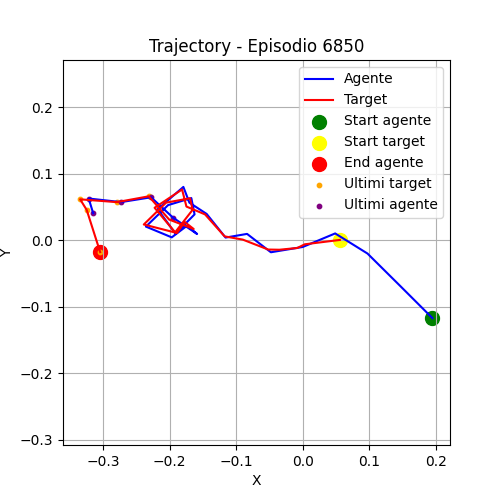 Trajectory - Episodio 6850
Agente
Target
Start agente
Start target
End agente
Ultimi target
Ultimi agente
0.2
0.1
0.0
−0.1
−0.2
−0.3
Y
−0.3
−0.2
−0.1
0.0
0.1
0.2
X